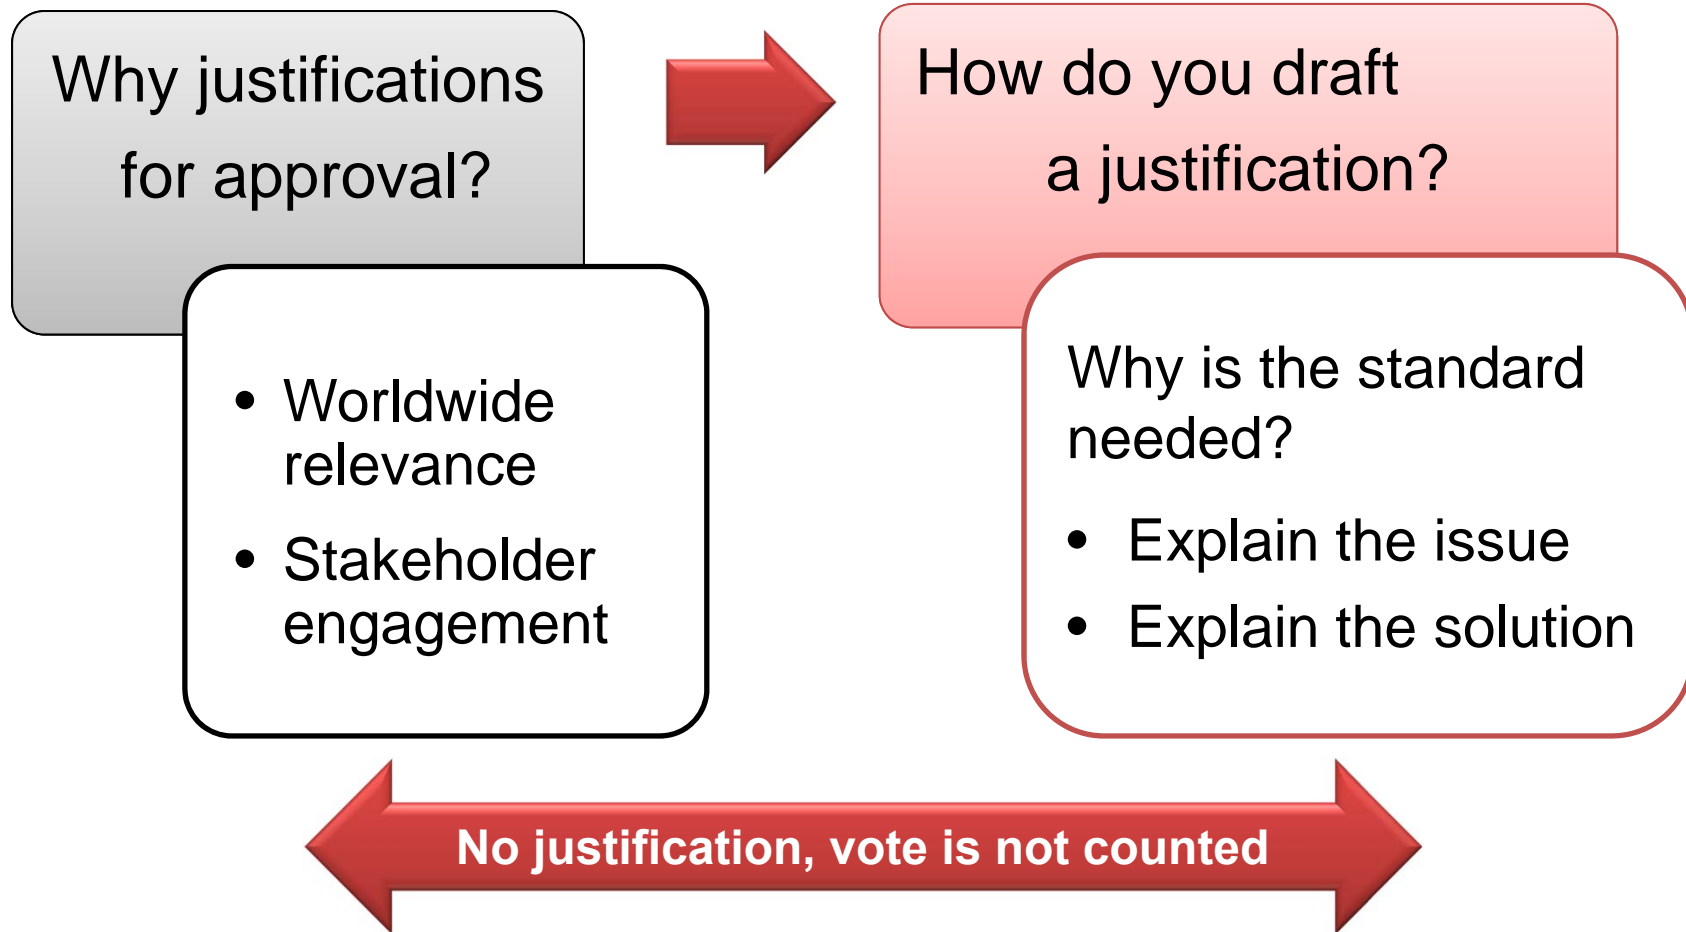 Why justifications
for approval?
• Worldwide
relevance
• Stakeholder
engagement
How do you draft
a justification?
Why is the standard
needed?
• Explain the issue
• Explain the solution
No justification, vote is not counted